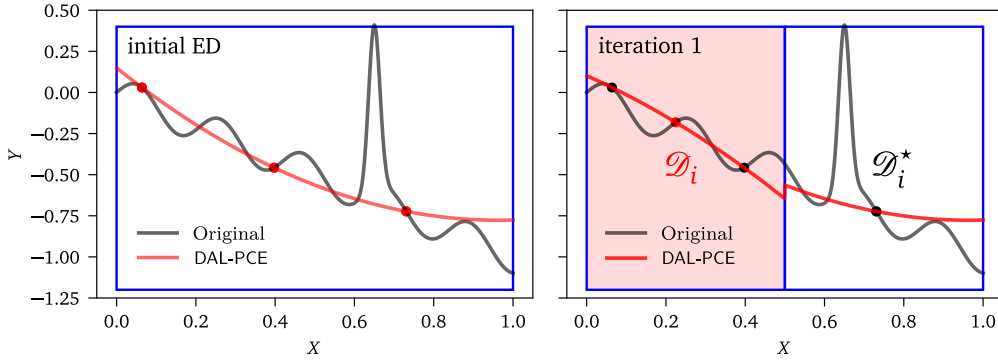 0.50
0.25
0.00
−0.25
−0.50
−0.75
−1.00
−1.25
Y
initial ED
Original
DAL-PCE
0.0 0.2 0.4 0.6 0.8 1.0
X
iteration 1
𝒟i
𝒟i⋆
Original
DAL-PCE
0.0 0.2 0.4 0.6 0.8 1.0
X